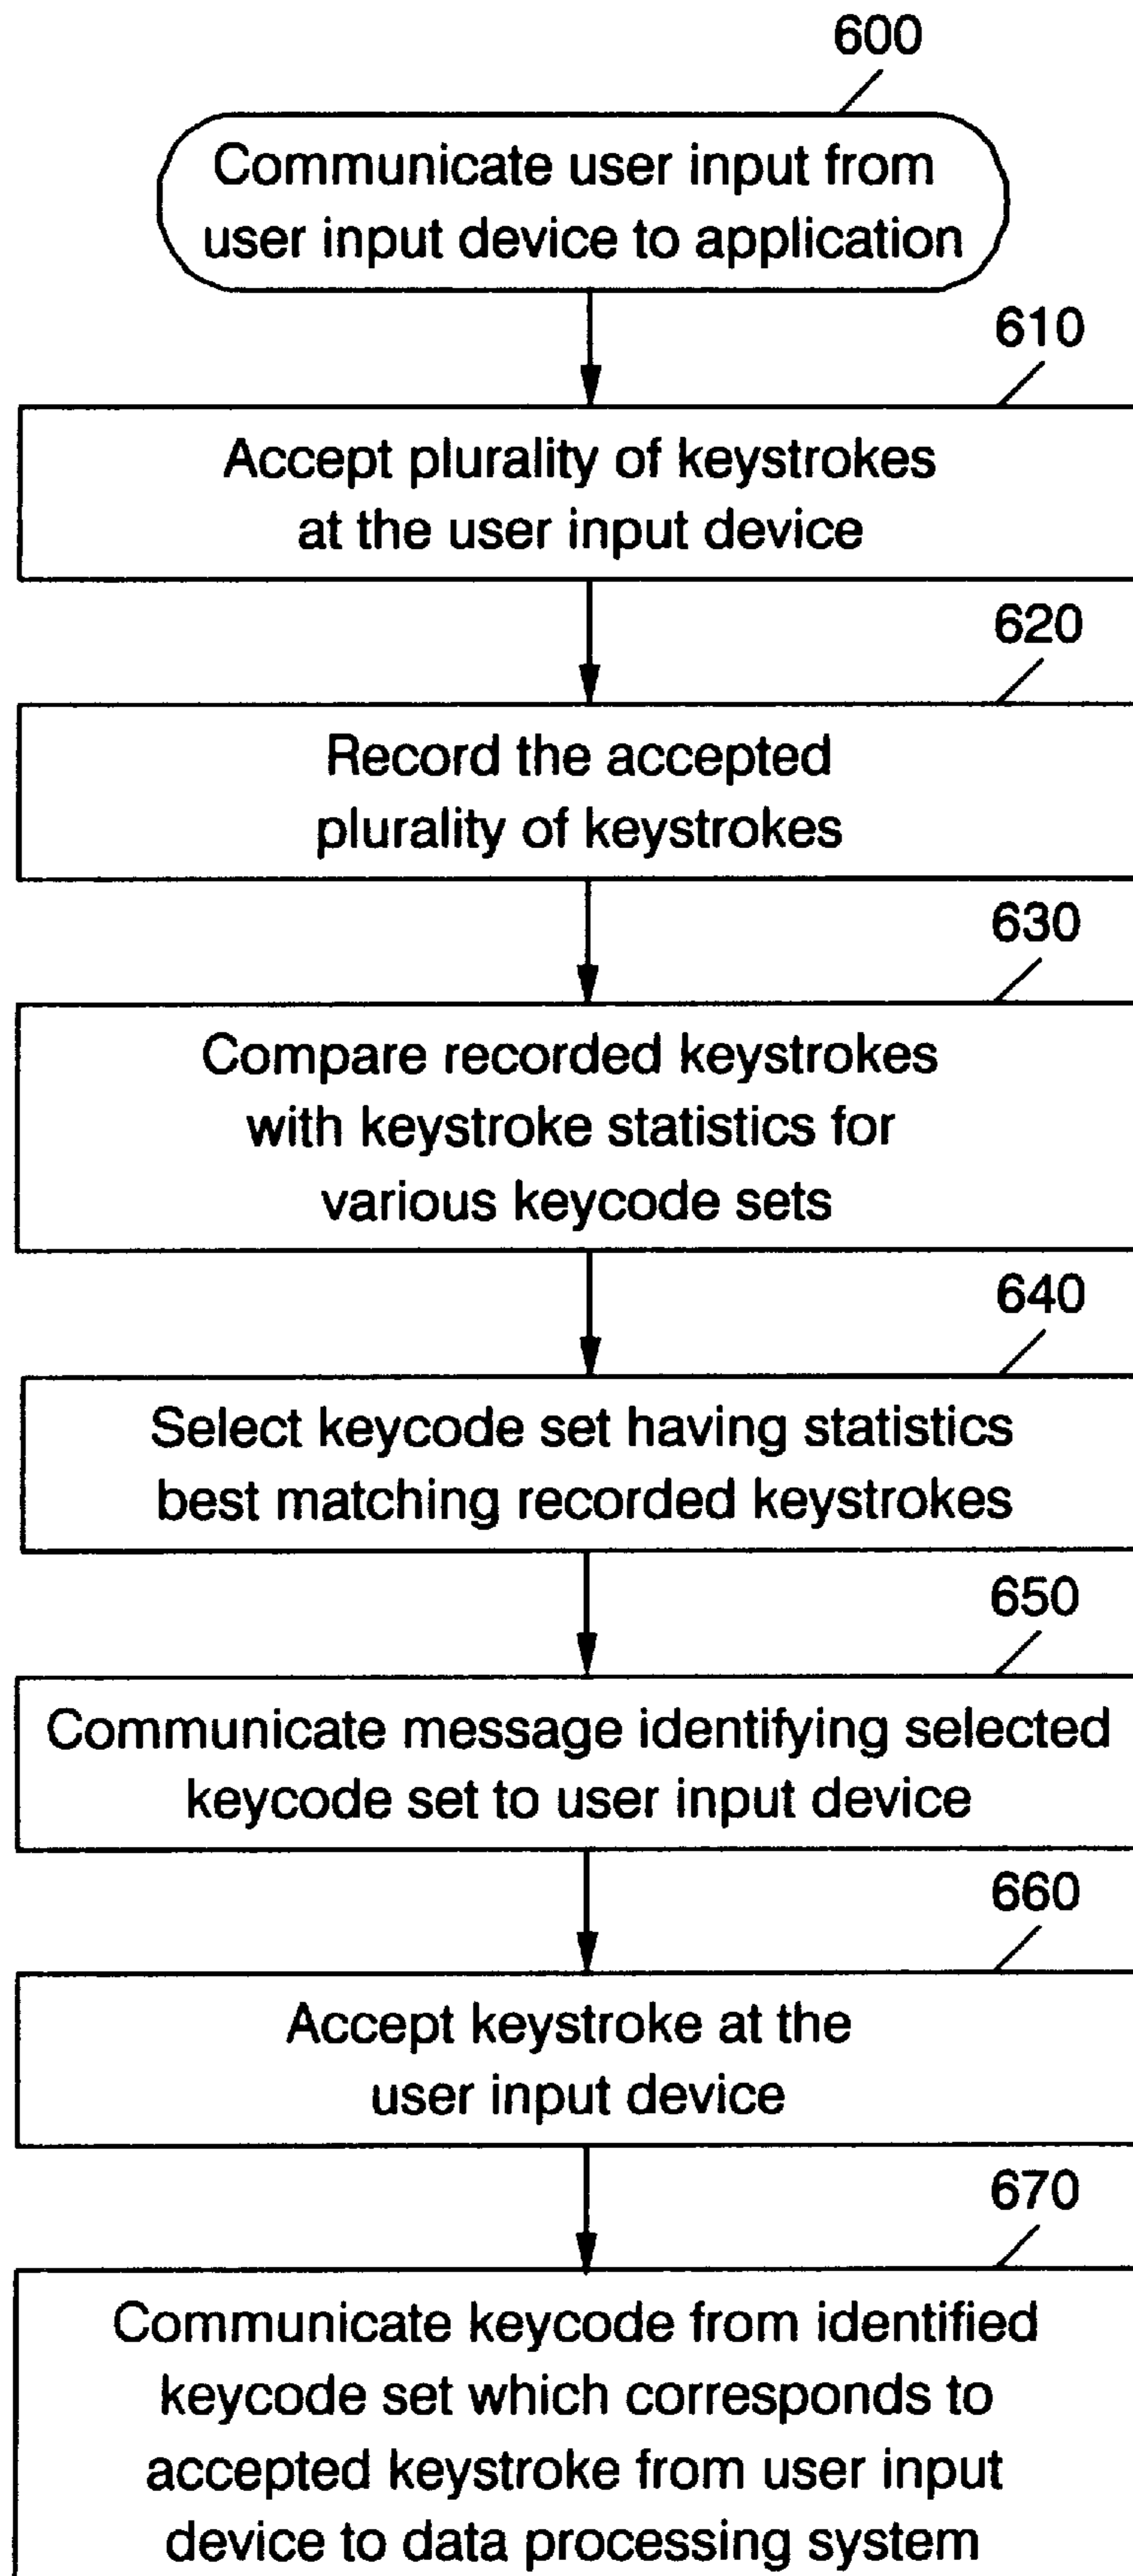 600
Communicate user input from
user input device to application
610
Accept plurality of keystrokes
at the user input device
620
Record the accepted
plurality of keystrokes
630
Compare recorded keystrokes
with keystroke statistics for
various keycode sets
640
Select keycode set having statistics
best matching recorded keystrokes
650
Communicate message identifying selected
keycode set to user input device
660
Accept keystroke at the
user input device
670
Communicate keycode from identified
keycode set which corresponds to
accepted keystroke from user input
device to data processing system